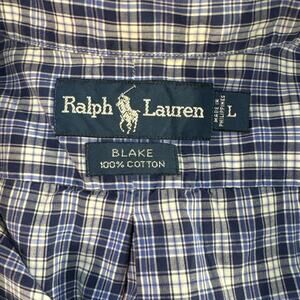 Ralph Lauren
L
MADE IN
PHILIPPINES
BLAKE
100% COTTON